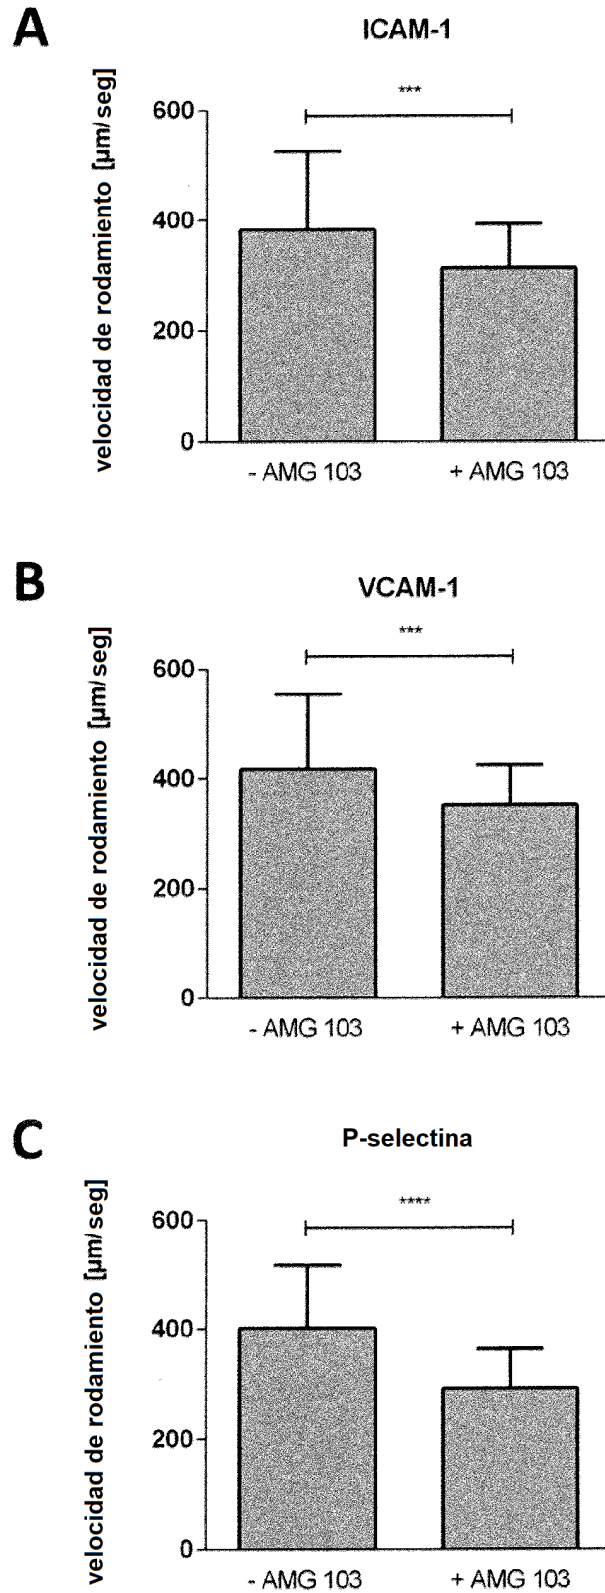 A
ICAM-1
***
velocidad de rodamiento [µm/seg]
600
400
200
0
- AMG 103
+ AMG 103
B
VCAM-1
***
velocidad de rodamiento [µm/seg]
600
400
200
0
- AMG 103
+ AMG 103
C
P-selectina
****
velocidad de rodamiento [µm/seg]
600
400
200
0
- AMG 103
+ AMG 103